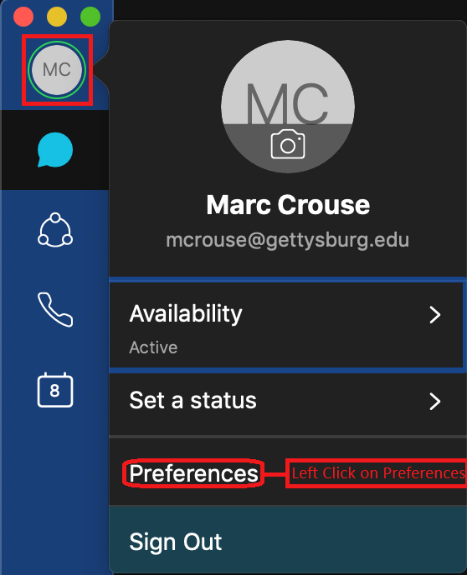 MC
MC
Marc Crouse
mcrouse@gettysburg.edu
Availability
Active
8
Set a status
Preferences Left Click on Preferences
Sign Out